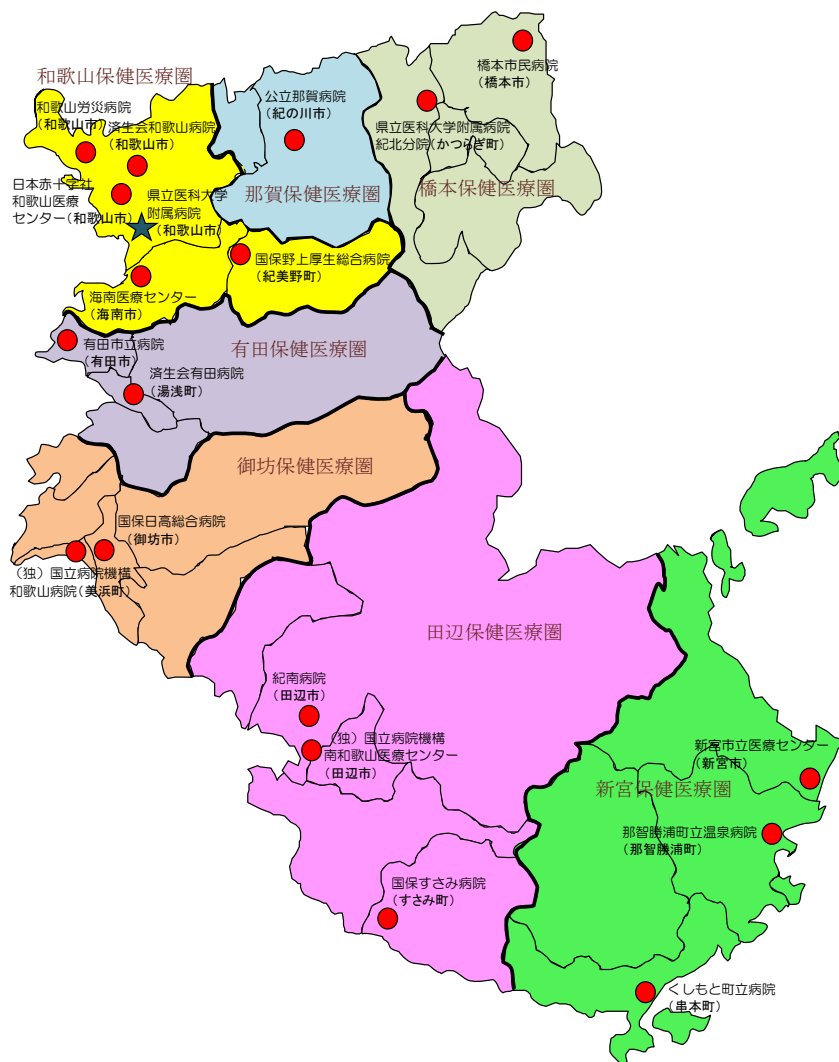 和歌山保健医療圏
和歌山労災病院
（和歌山市）
済生会和歌山病院
（和歌山市）
日本赤十字社
和歌山医療
センター（和歌山市）
県立医科大学
附属病院
（和歌山市）
海南医療センター
（海南市）
国保野上厚生総合病院
（紀美野町）
公立那賀病院
（紀の川市）
那賀保健医療圏
橋本市民病院
（橋本市）
県立医科大学附属病院
紀北分院（かつらぎ町）
橋本保健医療圏
有田保健医療圏
有田市立病院
（有田市）
済生会有田病院
（湯浅町）
御坊保健医療圏
国保日高総合病院
（御坊市）
（独）国立病院機構
和歌山病院（美浜町）
田辺保健医療圏
紀南病院
（田辺市）
（独）国立病院機構
南和歌山医療センター
（田辺市）
国保すさみ病院
（すさみ町）
新宮市立医療センター
（新宮市）
新宮保健医療圏
那智勝浦町立温泉病院
（那智勝浦町）
くしもと町立病院
（串本町）